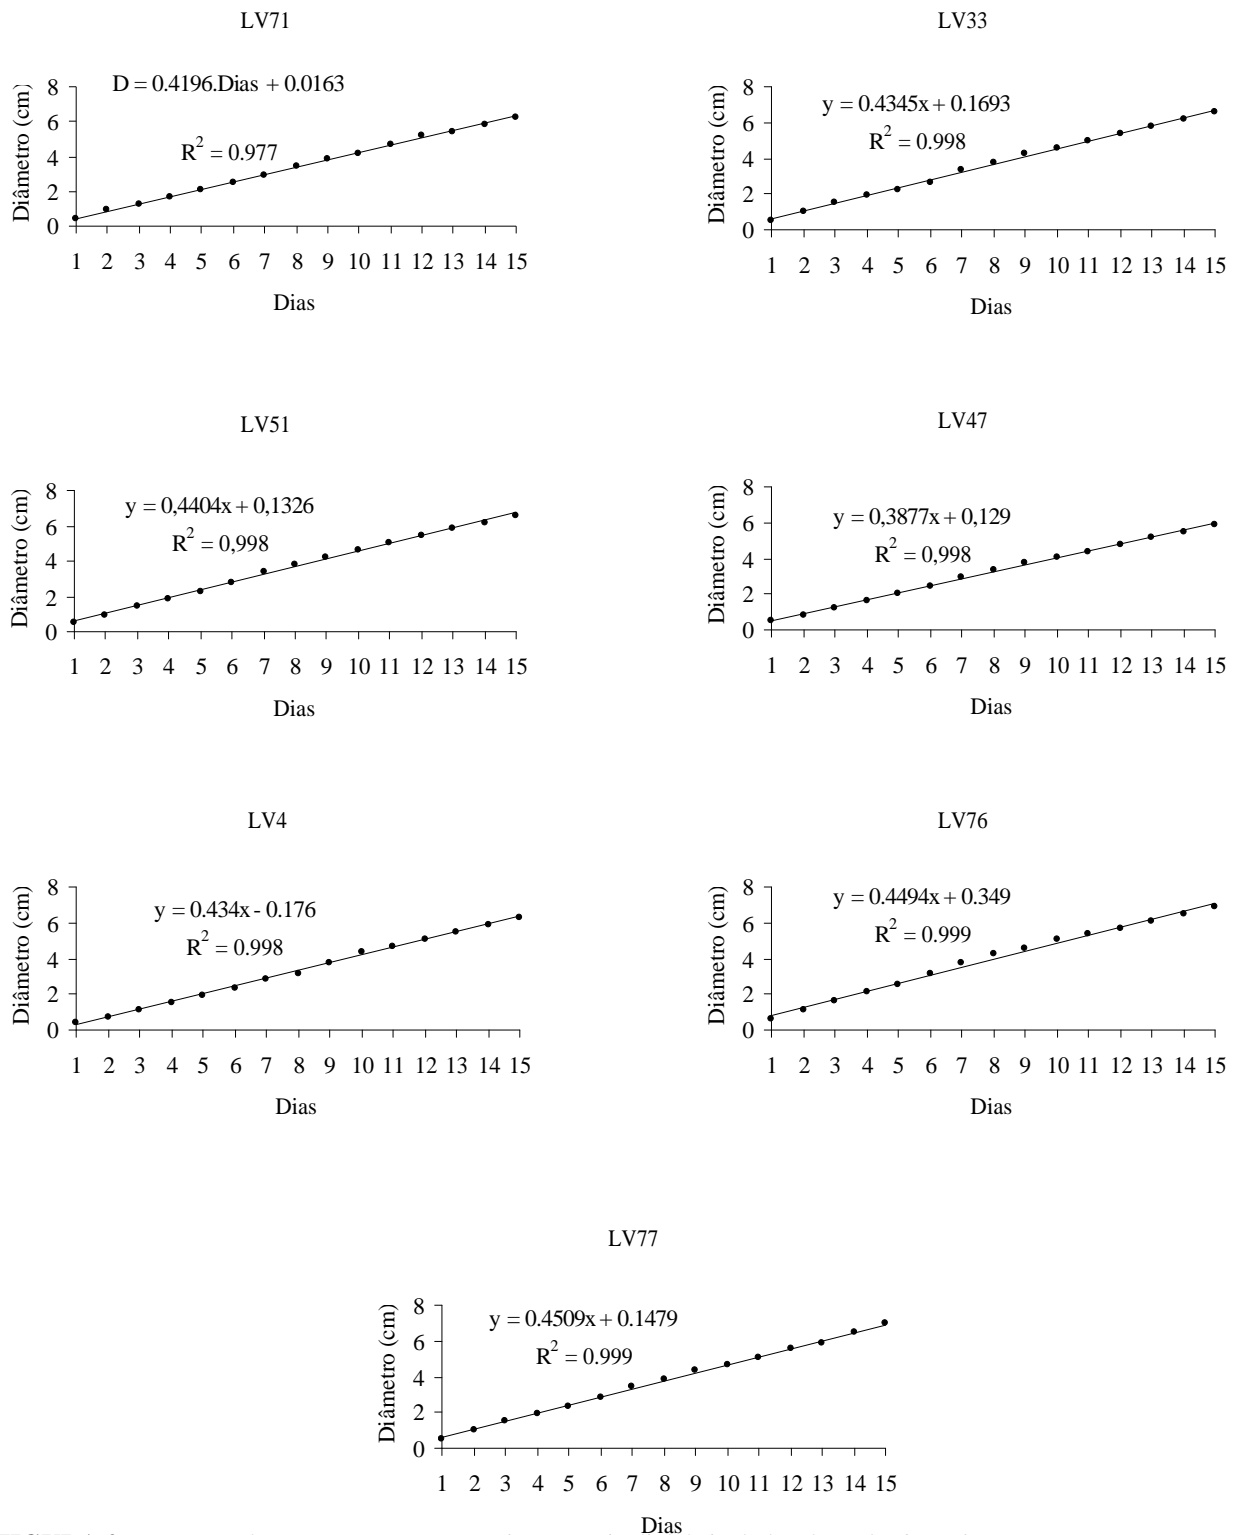 LV71
D = 0.4196.Dias + 0.0163
R² = 0.977
Diâmetro (cm)
8
6
4
2
0
1 2 3 4 5 6 7 8 9 10 11 12 13 14 15
Dias
LV33
y = 0.4345x + 0.1693
R² = 0.998
Diâmetro (cm)
8
6
4
2
0
1 2 3 4 5 6 7 8 9 10 11 12 13 14 15
Dias
LV51
y = 0,4404x + 0,1326
R² = 0,998
Diâmetro (cm)
8
6
4
2
0
1 2 3 4 5 6 7 8 9 10 11 12 13 14 15
Dias
LV47
y = 0,3877x + 0,129
R² = 0,998
Diâmetro (cm)
8
6
4
2
0
1 2 3 4 5 6 7 8 9 10 11 12 13 14 15
Dias
LV4
y = 0.434x - 0.176
R² = 0.998
Diâmetro (cm)
8
6
4
2
0
1 2 3 4 5 6 7 8 9 10 11 12 13 14 15
Dias
LV76
y = 0.4494x + 0.349
R² = 0.999
Diâmetro (cm)
8
6
4
2
0
1 2 3 4 5 6 7 8 9 10 11 12 13 14 15
Dias
LV77
y = 0.4509x + 0.1479
R² = 0.999
Diâmetro (cm)
8
6
4
2
0
1 2 3 4 5 6 7 8 9 10 11 12 13 14 15
Dias